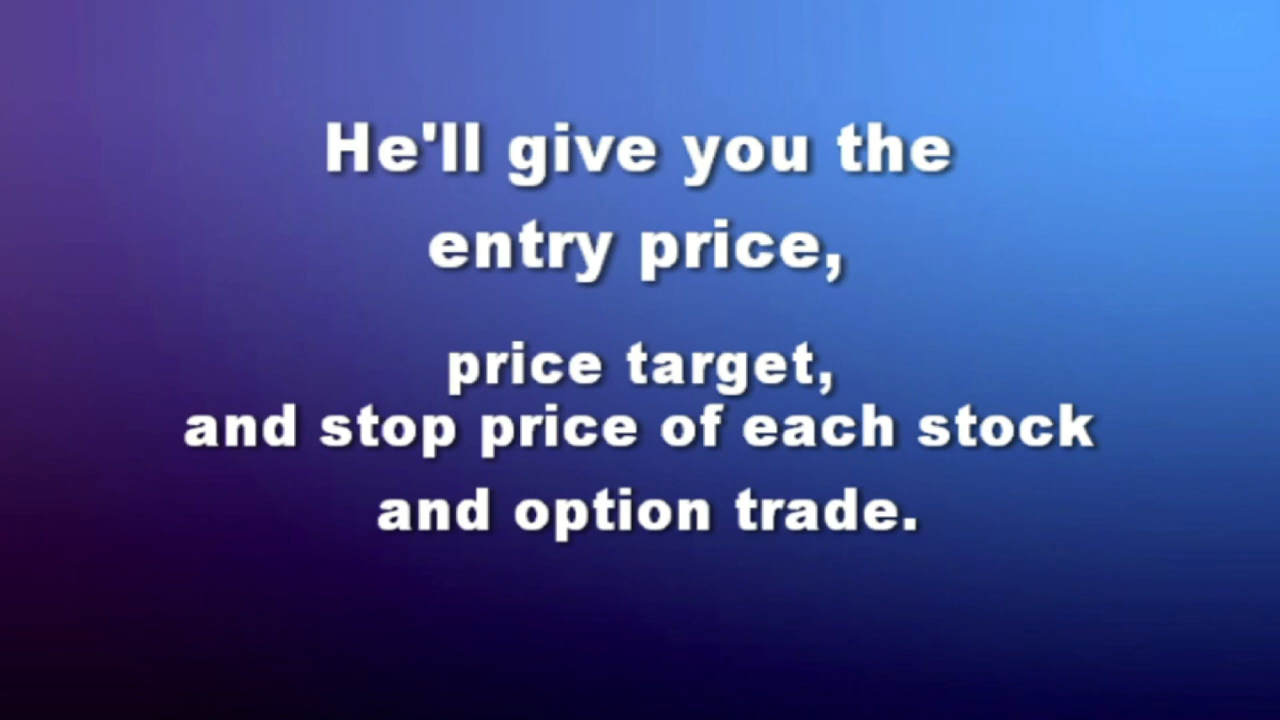 He'll give you the
entry price,
price target,
and stop price of each stock
and option trade.